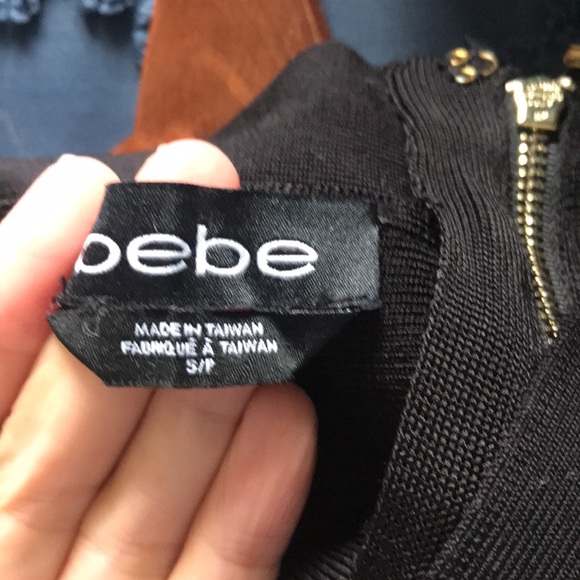 bebe
MADE IN TAIWAN
FABRIQUÉ À TAIWAN
S/P